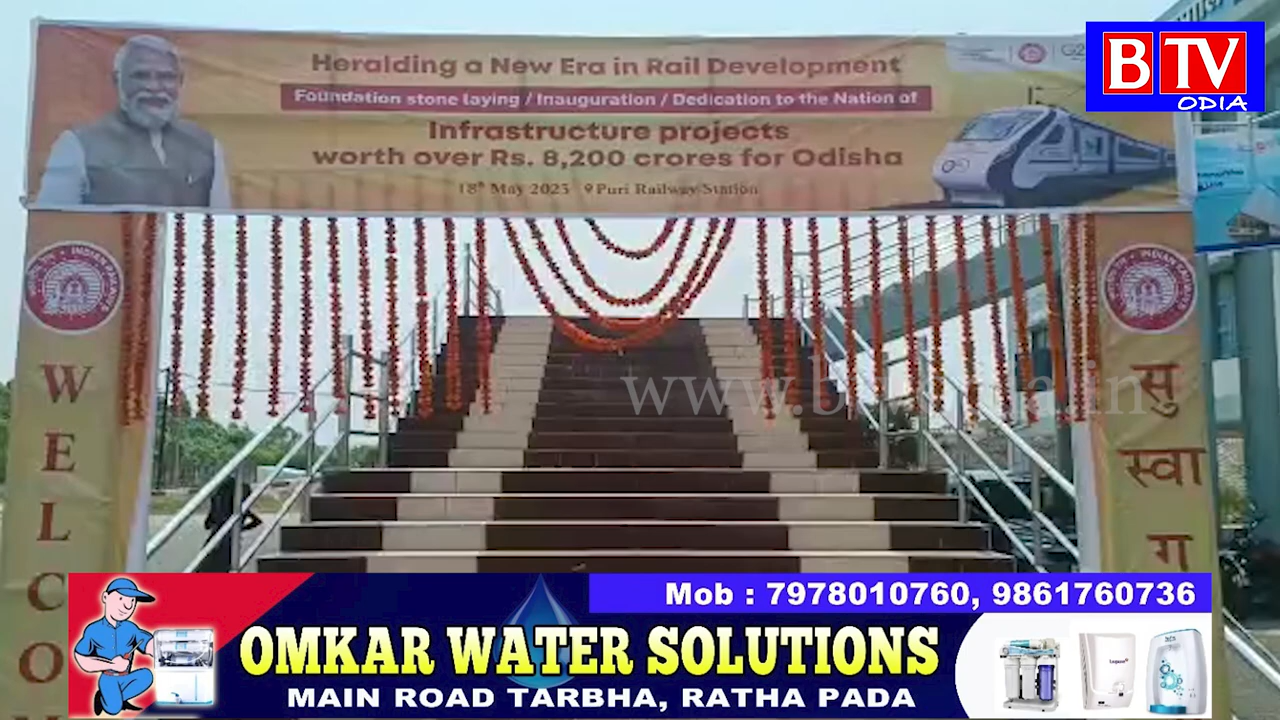 Heralding a New Era in Rail Development
Foundation stone laying / Inauguration / Dedication to the Nation of
Infrastructure projects
worth over Rs. 8,200 crores for Odisha
18th May 2023 Puri Railway Station
BTV
ODIA
WELCOM
सुस्वाग
Mob : 7978010760, 9861760736
OMKAR WATER SOLUTIONS
MAIN ROAD TARBHA, RATHA PADA